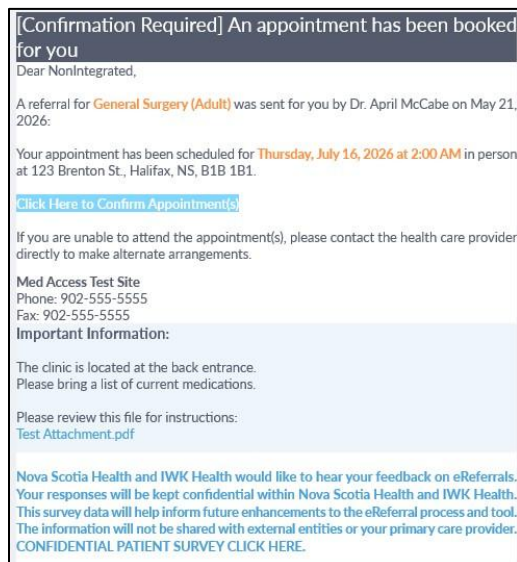 [Confirmation Required] An appointment has been booked
for you
Dear NonIntegrated,
A referral for General Surgery (Adult) was sent for you by Dr. April McCabe on May 21,
2026:
Your appointment has been scheduled for Thursday, July 16, 2026 at 2:00 AM in person
at 123 Brenton St., Halifax, NS, B1B 1B1.
Click Here to Confirm Appointment(s)
If you are unable to attend the appointment(s), please contact the health care provider
directly to make alternate arrangements.
Med Access Test Site
Phone: 902-555-5555
Fax: 902-555-5555
Important Information:
The clinic is located at the back entrance.
Please bring a list of current medications.
Please review this file for instructions:
Test Attachment.pdf
Nova Scotia Health and IWK Health would like to hear your feedback on eReferrals.
Your responses will be kept confidential within Nova Scotia Health and IWK Health.
This survey data will help inform future enhancements to the eReferral process and tool.
The information will not be shared with external entities or your primary care provider.
CONFIDENTIAL PATIENT SURVEY CLICK HERE.